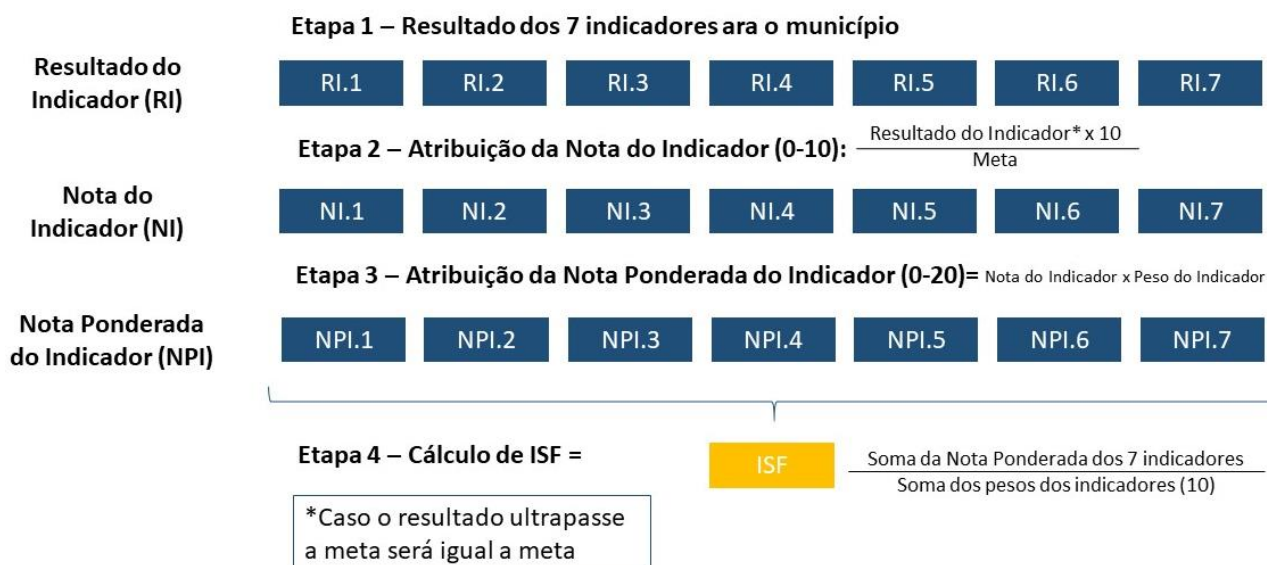 Etapa 1 – Resultado dos 7 indicadores ara o município
Resultado do
Indicador (RI)
RI.1 RI.2 RI.3 RI.4 RI.5 RI.6 RI.7
Etapa 2 – Atribuição da Nota do Indicador (0-10): Resultado do Indicador* x 10
Meta
Nota do
Indicador (NI)
NI.1 NI.2 NI.3 NI.4 NI.5 NI.6 NI.7
Etapa 3 – Atribuição da Nota Ponderada do Indicador (0-20)= Nota do Indicador x Peso do Indicador
Nota Ponderada
do Indicador (NPI)
NPI.1 NPI.2 NPI.3 NPI.4 NPI.5 NPI.6 NPI.7
Etapa 4 – Cálculo de ISF =
ISF
Soma da Nota Ponderada dos 7 indicadores
Soma dos pesos dos indicadores (10)
*Caso o resultado ultrapasse
a meta será igual a meta